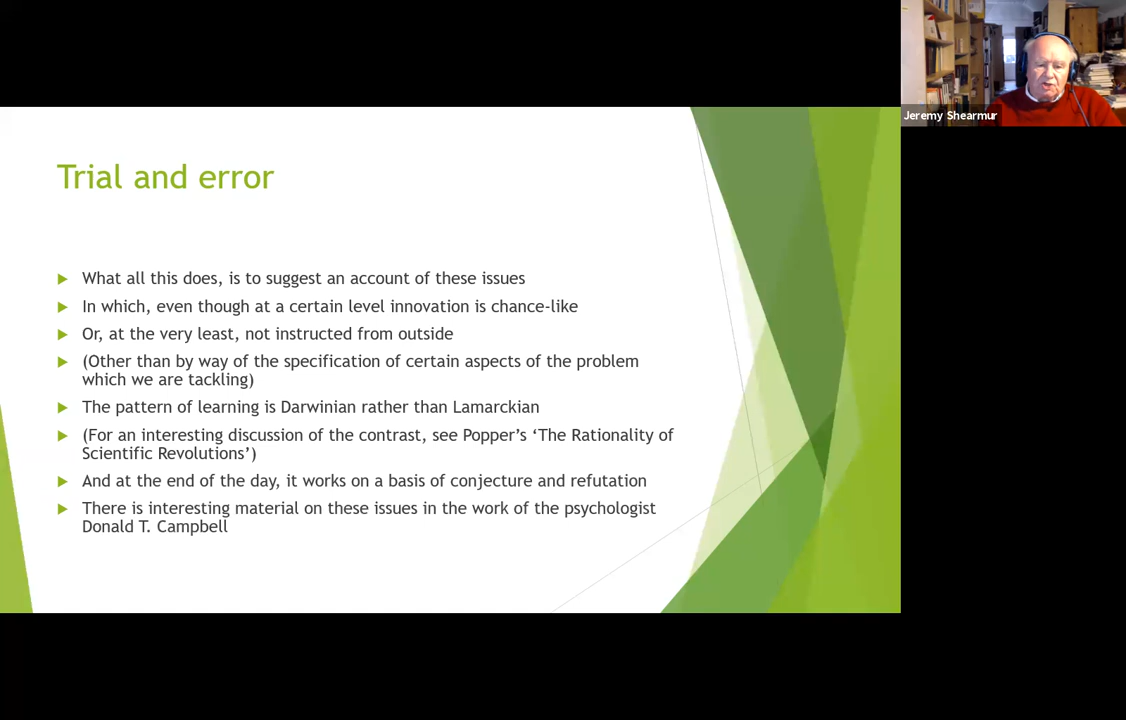 Jeremy Shearmur
Trial and error
What all this does, is to suggest an account of these issues
In which, even though at a certain level innovation is chance-like
Or, at the very least, not instructed from outside
(Other than by way of the specification of certain aspects of the problem
which we are tackling)
The pattern of learning is Darwinian rather than Lamarckian
(For an interesting discussion of the contrast, see Popper’s ‘The Rationality of
Scientific Revolutions’)
And at the end of the day, it works on a basis of conjecture and refutation
There is interesting material on these issues in the work of the psychologist
Donald T. Campbell